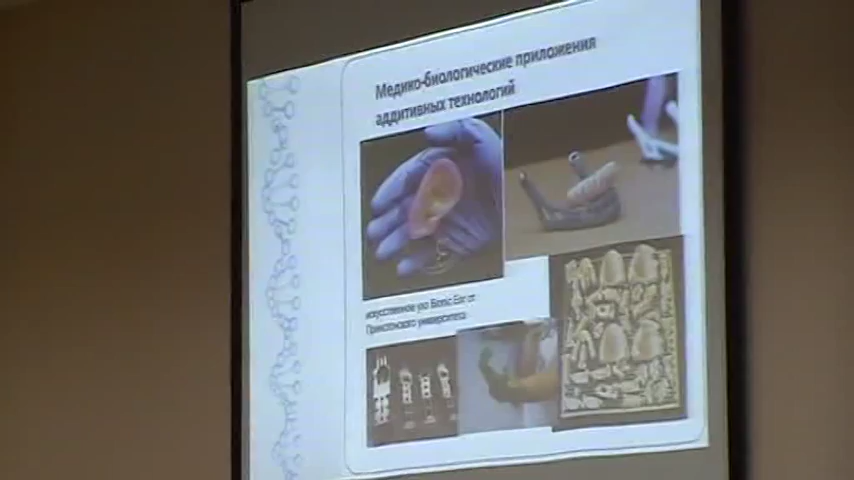 Медико-биологические приложения
аддитивных технологий
искусственное ухо Bionic Ear от
Принстонского университета